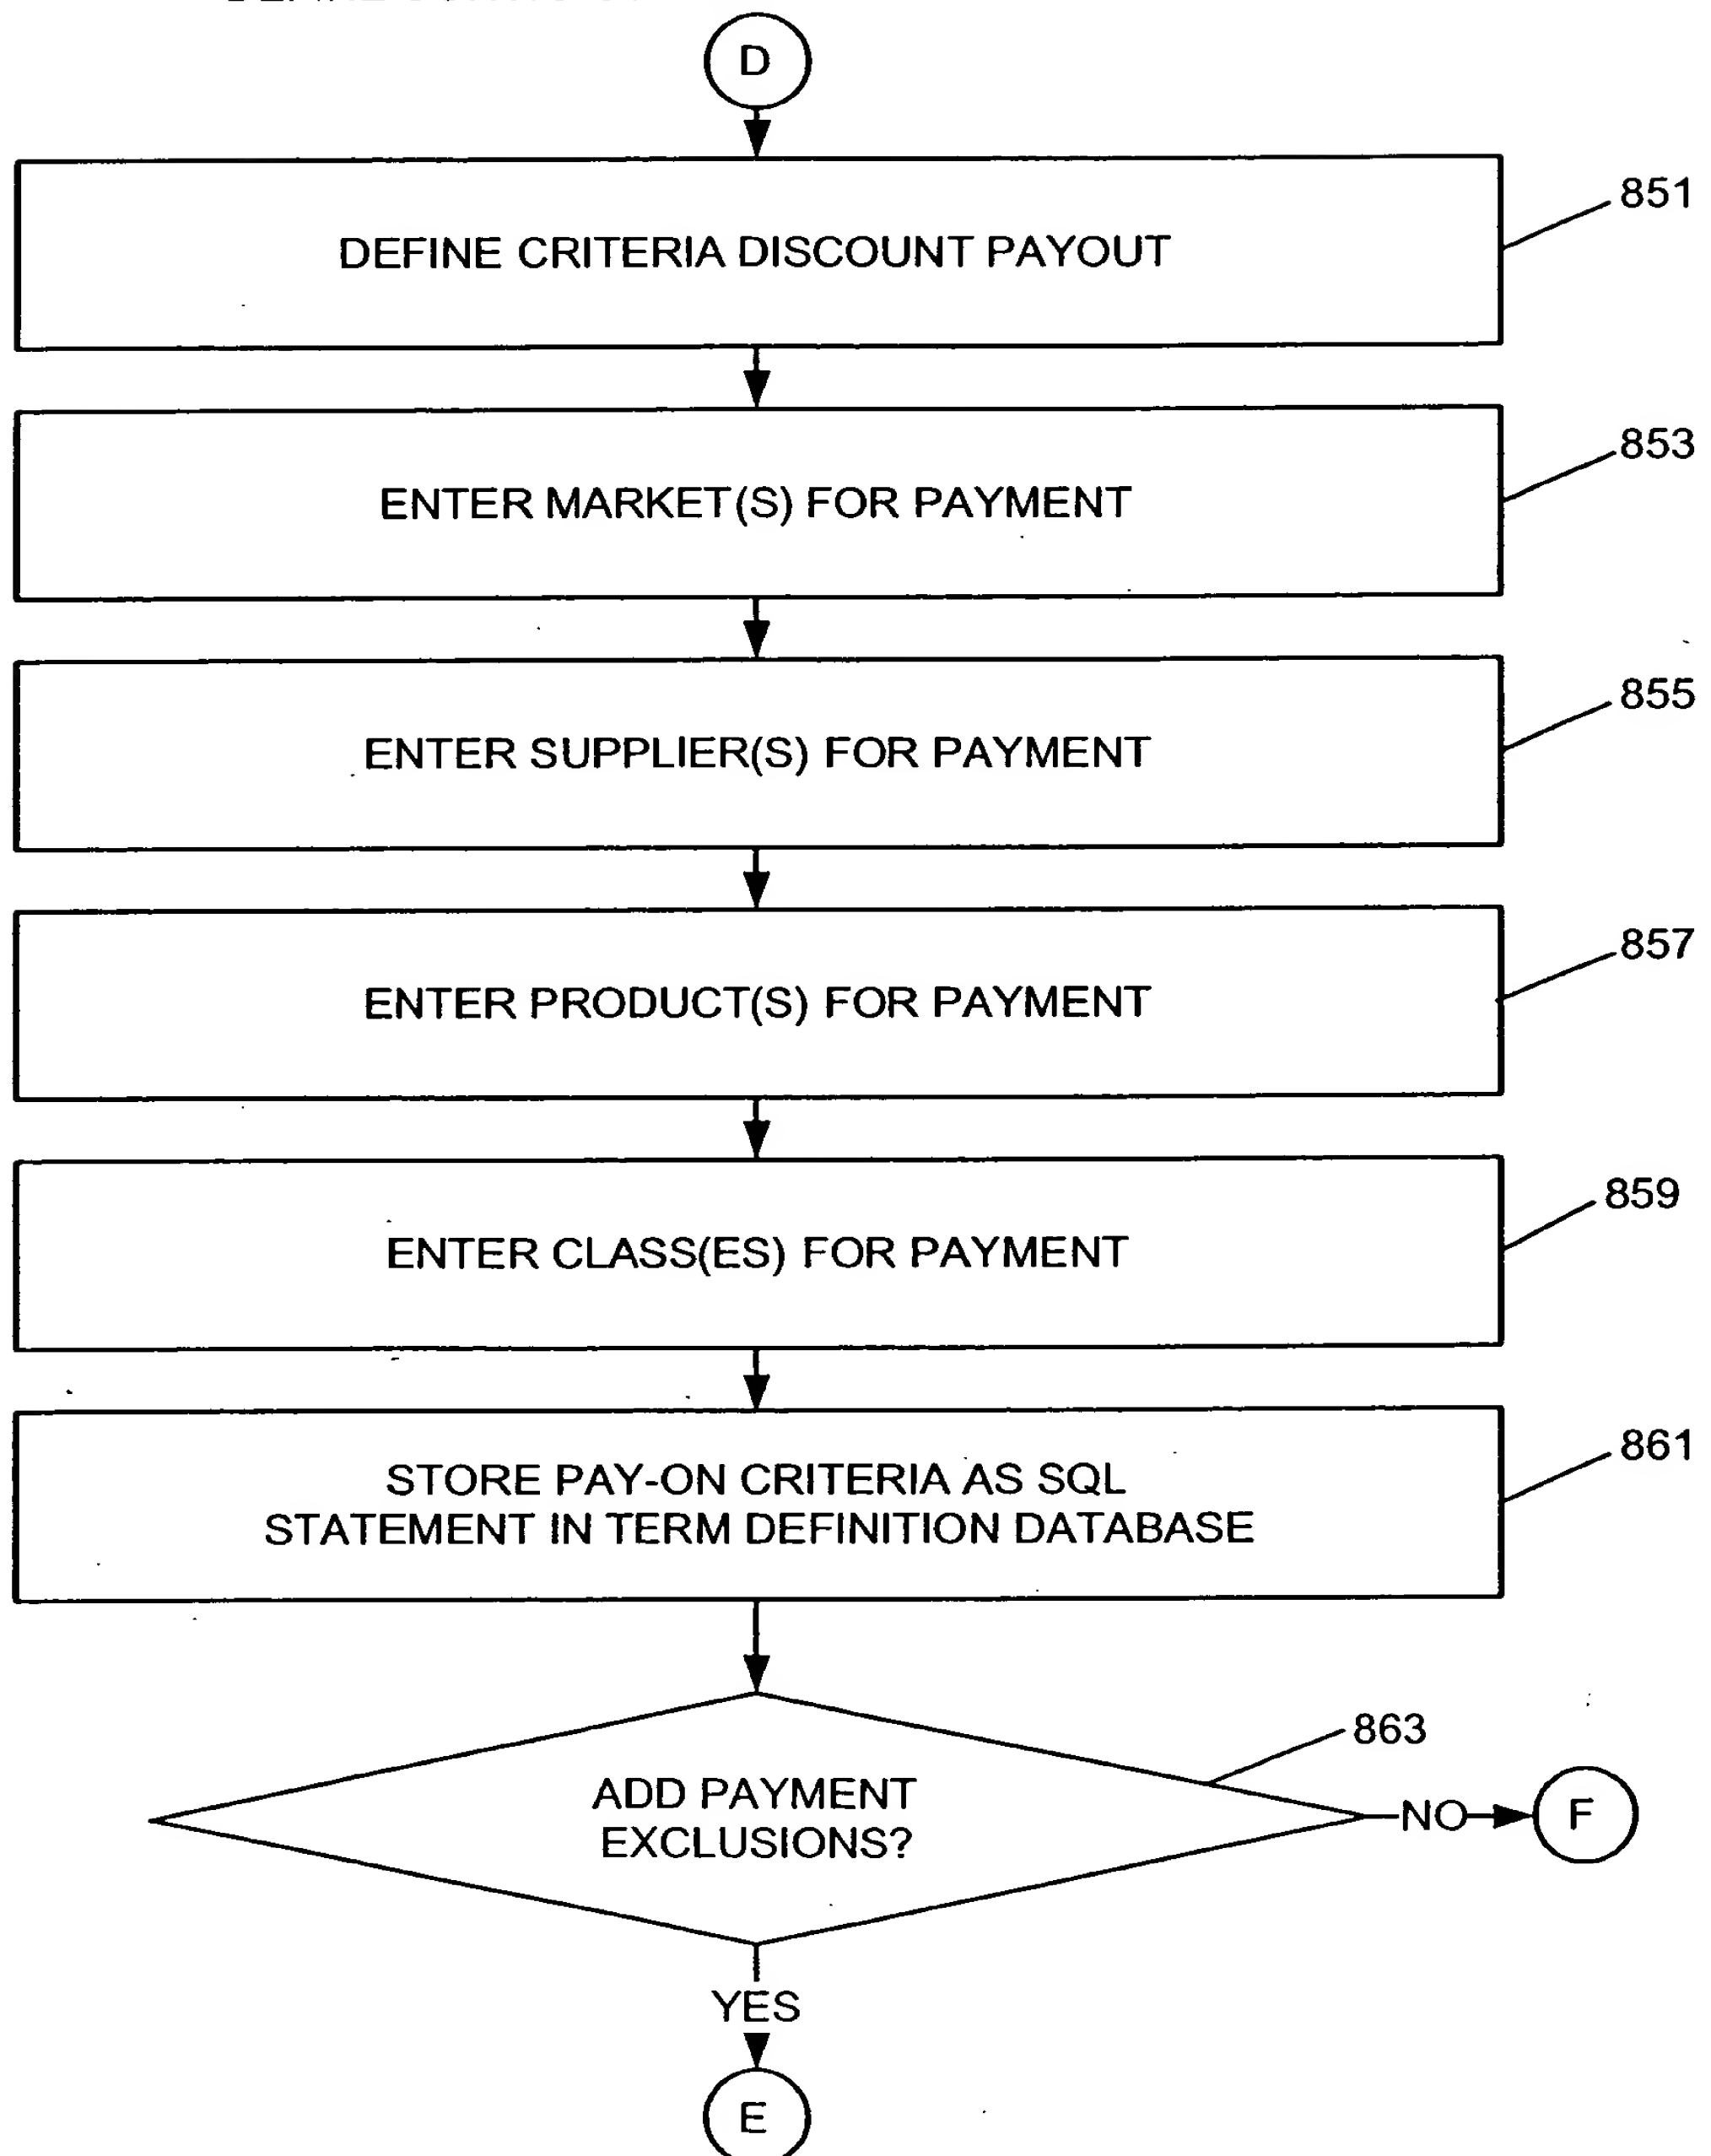 D
851
DEFINE CRITERIA DISCOUNT PAYOUT
853
ENTER MARKET(S) FOR PAYMENT
855
ENTER SUPPLIER(S) FOR PAYMENT
857
ENTER PRODUCT(S) FOR PAYMENT
859
ENTER CLASS(ES) FOR PAYMENT
861
STORE PAY-ON CRITERIA AS SQL
STATEMENT IN TERM DEFINITION DATABASE
863
ADD PAYMENT
EXCLUSIONS?
NO
F
YES
E